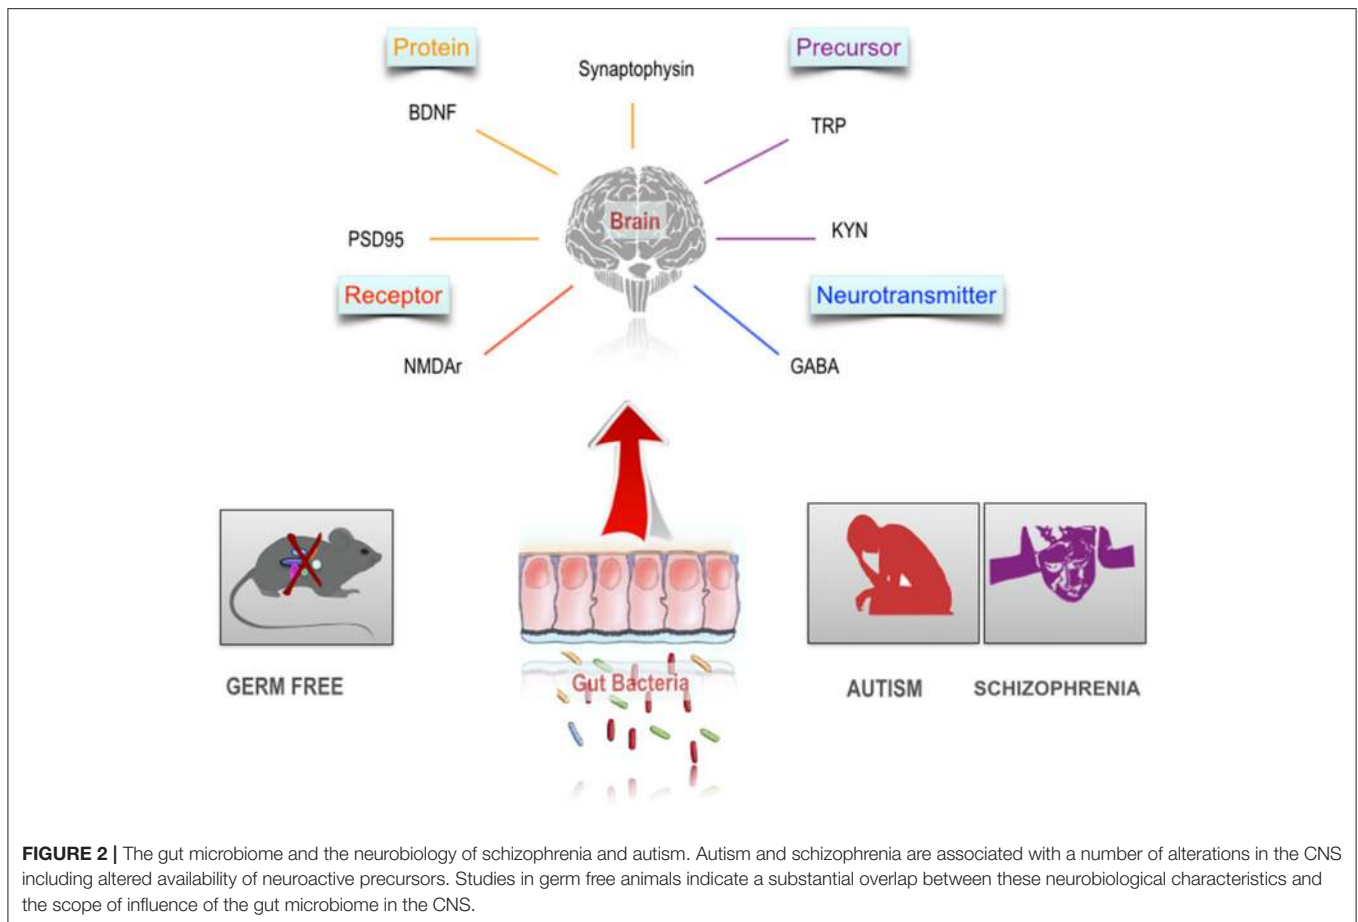 Protein
Synaptophysin
Precursor
BDNF
TRP
Brain
PSD95
KYN
Receptor
Neurotransmitter
NMDAr
GABA
GERM FREE
Gut Bacteria
AUTISM
SCHIZOPHRENIA
FIGURE 2 | The gut microbiome and the neurobiology of schizophrenia and autism. Autism and schizophrenia are associated with a number of alterations in the CNS
including altered availability of neuroactive precursors. Studies in germ free animals indicate a substantial overlap between these neurobiological characteristics and
the scope of influence of the gut microbiome in the CNS.